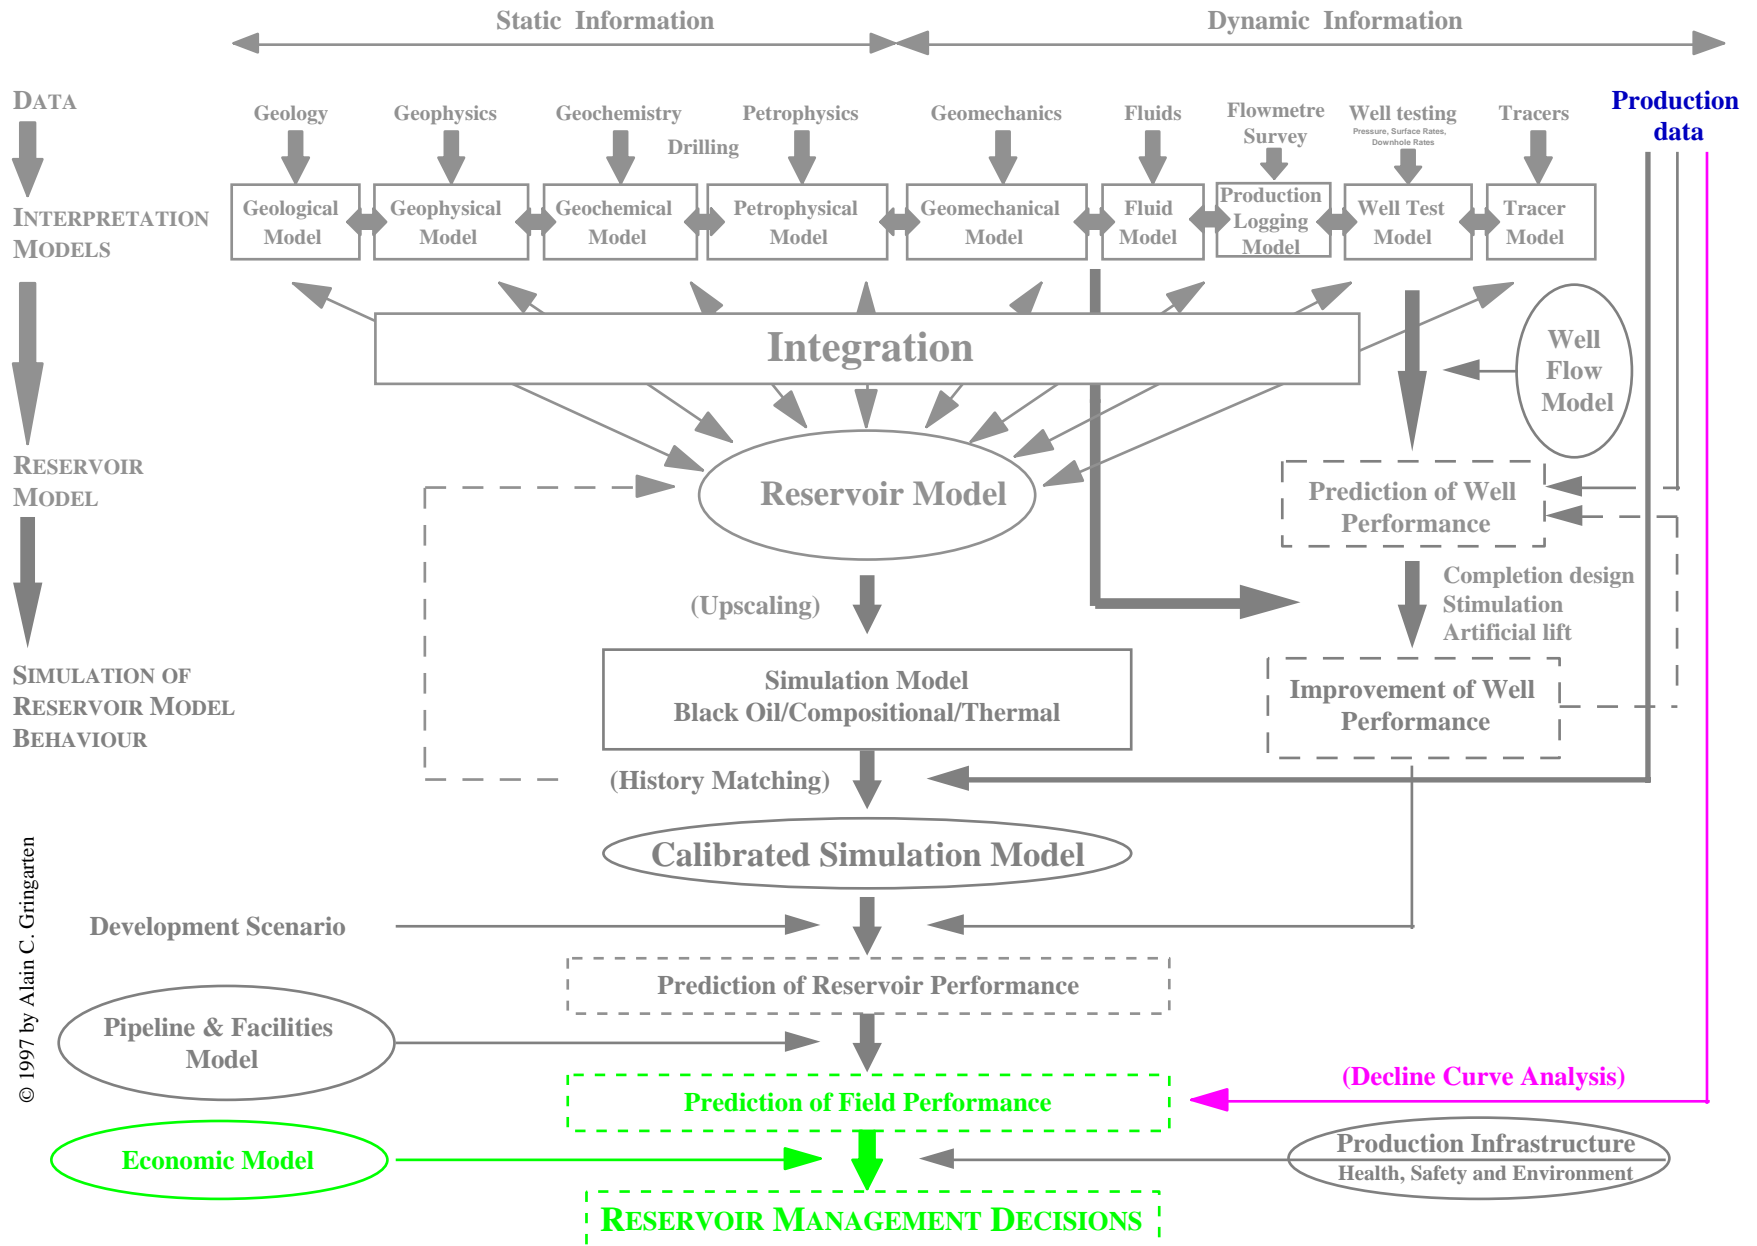 Static Information
Dynamic Information
DATA
Geology
Geophysics
Geochemistry
Drilling
Petrophysics
Geomechanics
Fluids
Flowmetre
Survey
Well testing
Pressure, Surface Rates,
Downhole Rates
Tracers
Production
data
INTERPRETATION
MODELS
Geological
Model
Geophysical
Model
Geochemical
Model
Petrophysical
Model
Geomechanical
Model
Fluid
Model
Production
Logging
Model
Well Test
Model
Tracer
Model
Integration
Well
Flow
Model
RESERVOIR
MODEL
Reservoir Model
Prediction of Well
Performance
(Upscaling)
Completion design
Stimulation
Artificial lift
SIMULATION OF
RESERVOIR MODEL
BEHAVIOUR
Simulation Model
Black Oil/Compositional/Thermal
Improvement of Well
Performance
(History Matching)
Calibrated Simulation Model
© 1997 by Alain C. Gringarten
Development Scenario
Prediction of Reservoir Performance
Pipeline & Facilities
Model
(Decline Curve Analysis)
Prediction of Field Performance
Economic Model
Production Infrastructure
Health, Safety and Environment
RESERVOIR MANAGEMENT DECISIONS